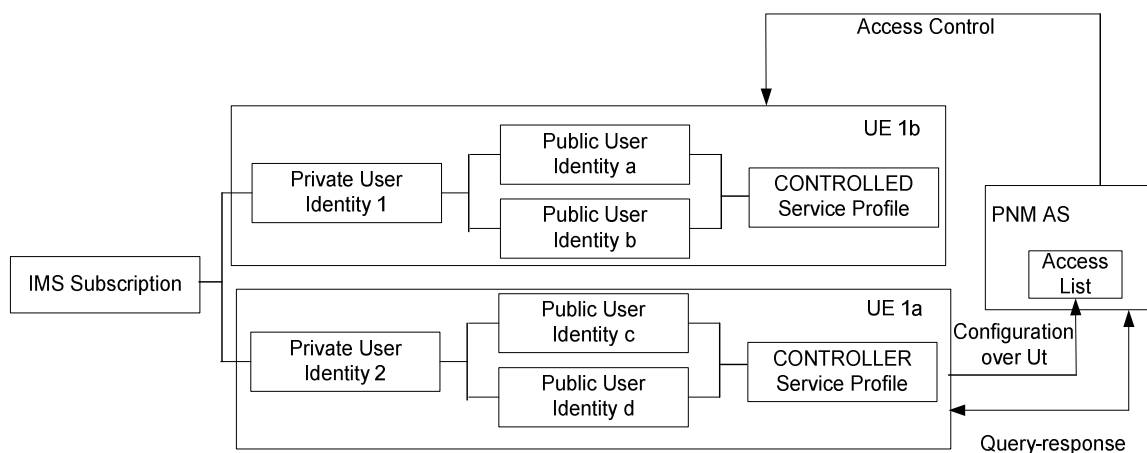 Access Control
UE 1b
Public User
Identity a
Private User
Identity 1
CONTROLLED
Service Profile
Public User
Identity b
PNM AS
Access
List
IMS Subscription
UE 1a
Public User
Identity c
Configuration
over Ut
Private User
Identity 2
CONTROLLER
Service Profile
Public User
Identity d
Query-response